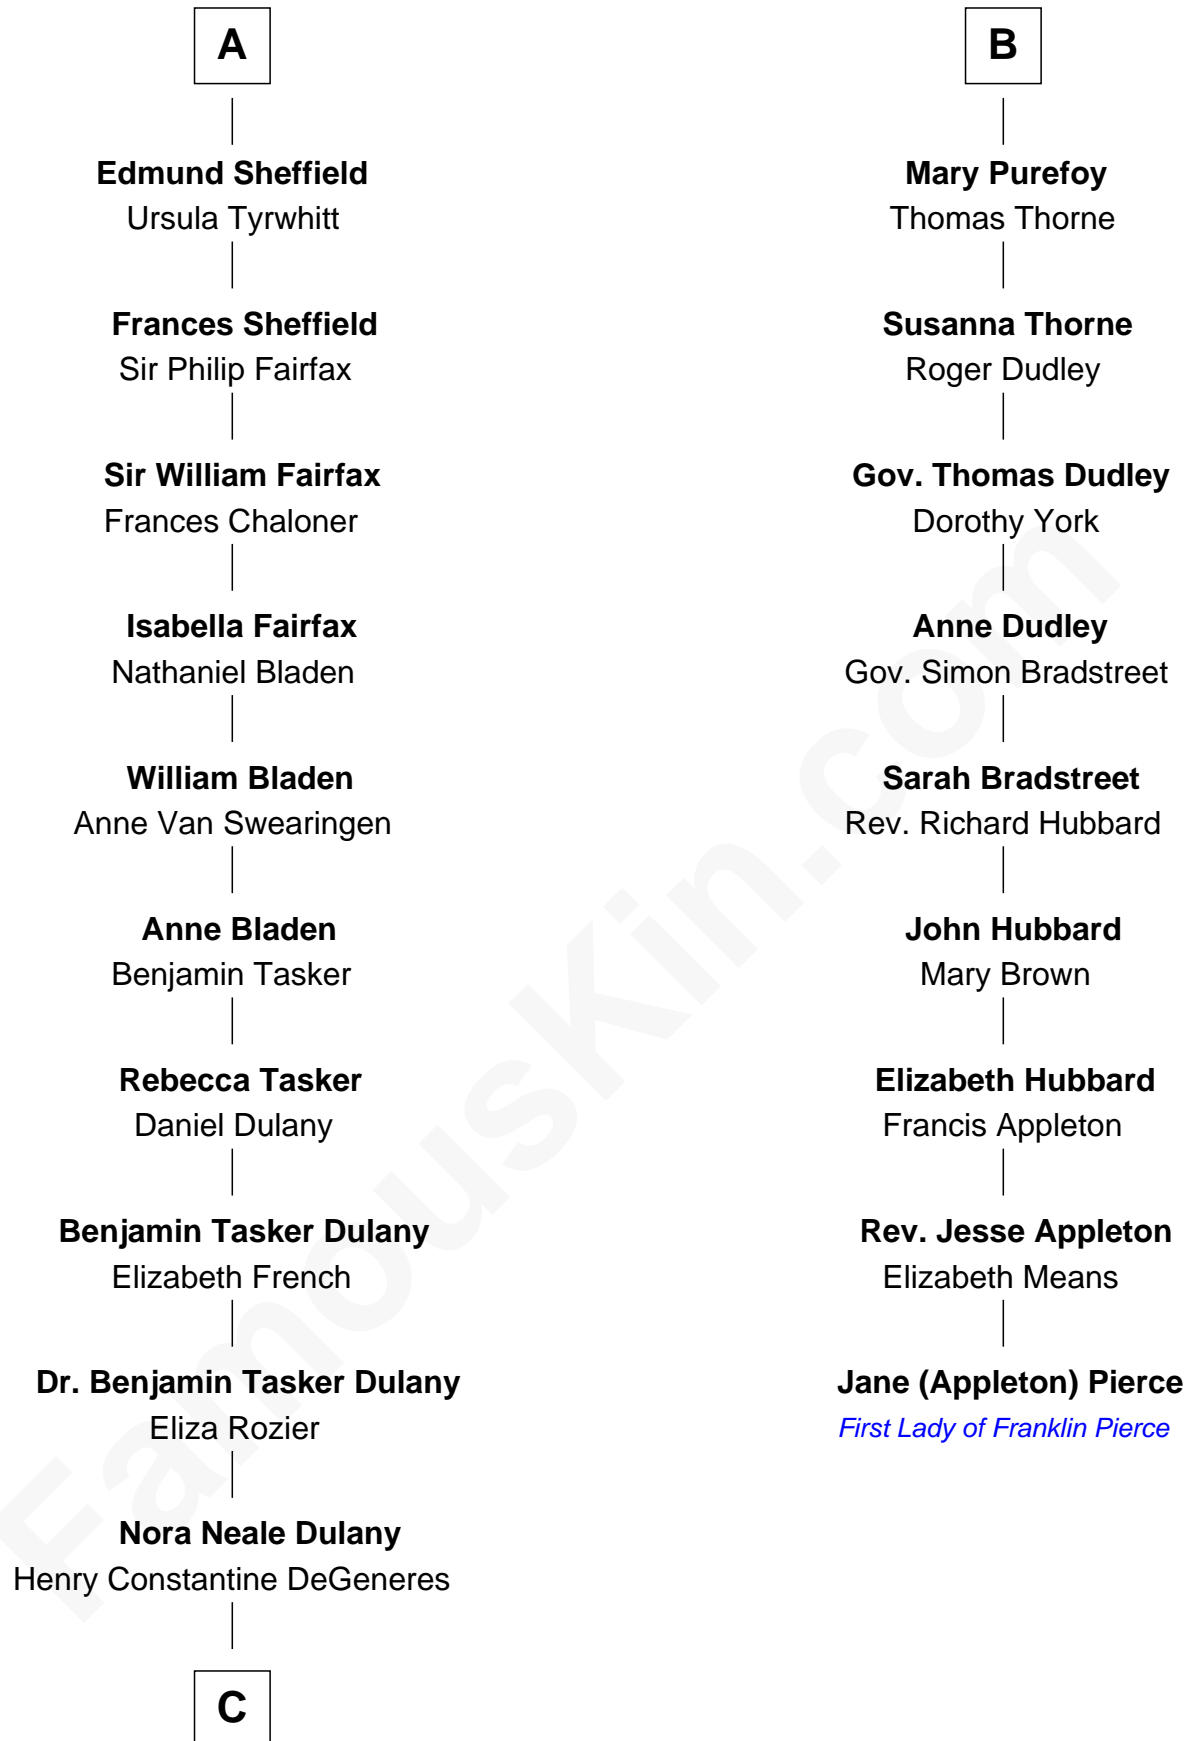 A
Edmund Sheffield
Ursula Tyrwhitt
Frances Sheffield
Sir Philip Fairfax
Sir William Fairfax
Frances Chaloner
Isabella Fairfax
Nathaniel Bladen
William Bladen
Anne Van Swearingen
Anne Bladen
Benjamin Tasker
Rebecca Tasker
Daniel Dulany
Benjamin Tasker Dulany
Elizabeth French
Dr. Benjamin Tasker Dulany
Eliza Rozier
Nora Neale Dulany
Henry Constantine DeGeneres
C
B
Mary Purefoy
Thomas Thorne
Susanna Thorne
Roger Dudley
Gov. Thomas Dudley
Dorothy York
Anne Dudley
Gov. Simon Bradstreet
Sarah Bradstreet
Rev. Richard Hubbard
John Hubbard
Mary Brown
Elizabeth Hubbard
Francis Appleton
Rev. Jesse Appleton
Elizabeth Means
Jane (Appleton) Pierce
First Lady of Franklin Pierce
FamousKin.com